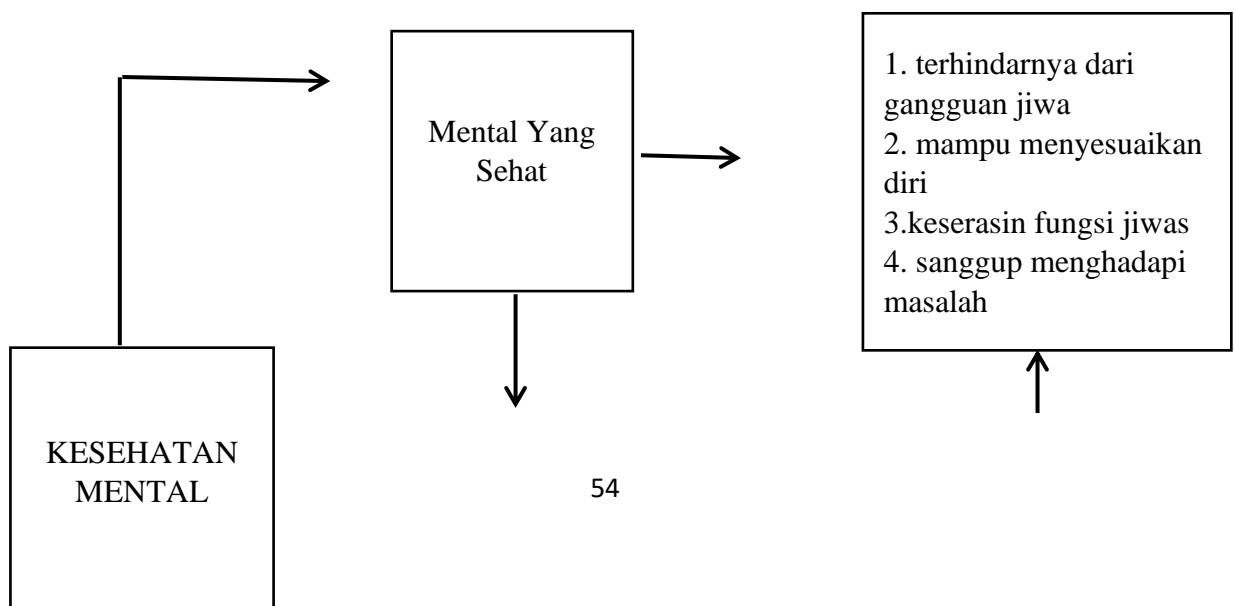 Mental Yang
Sehat
1. terhindarnya dari
gangguan jiwa
2. mampu menyesuaikan
diri
3.keserasin fungsi jiwas
4. sanggup menghadapi
masalah
KESEHATAN
MENTAL
54